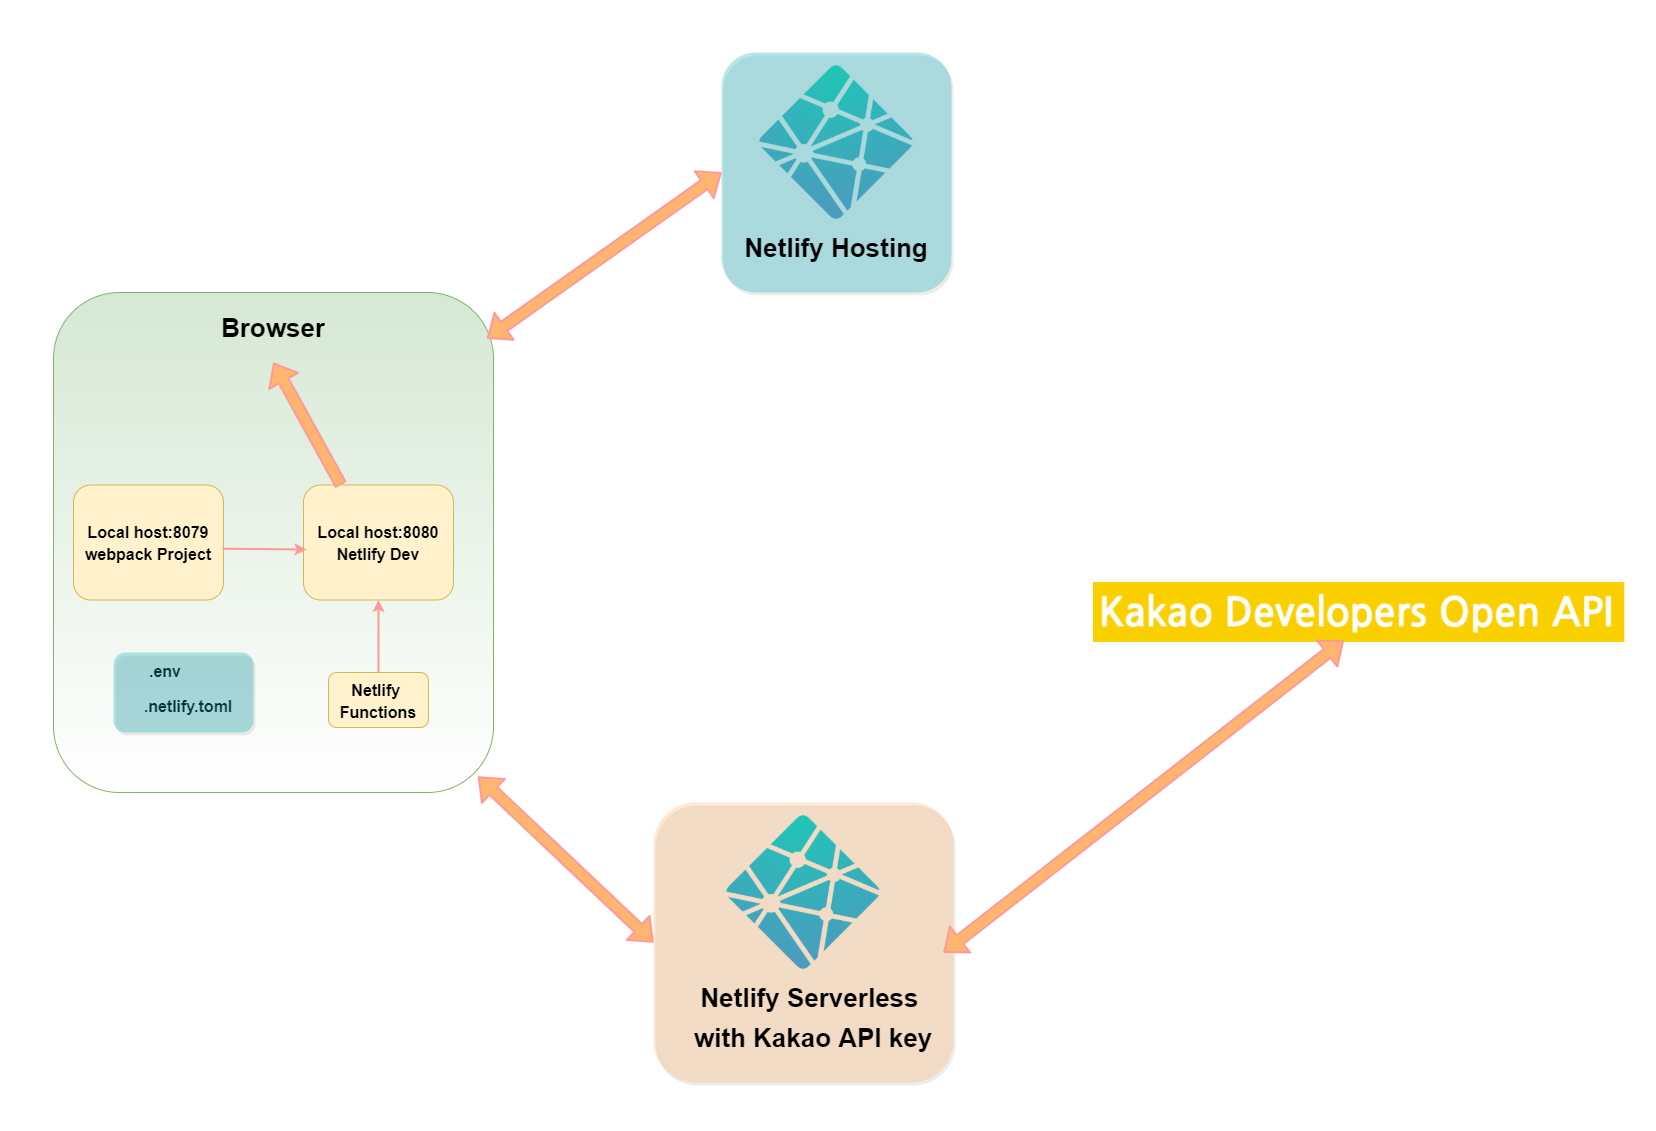 Netlify Hosting
Browser
Local host:8079
webpack Project
Local host:8080
Netlify Dev
.env
.netlify.toml
Netlify
Functions
Kakao Developers Open API
Netlify Serverless
with Kakao API key